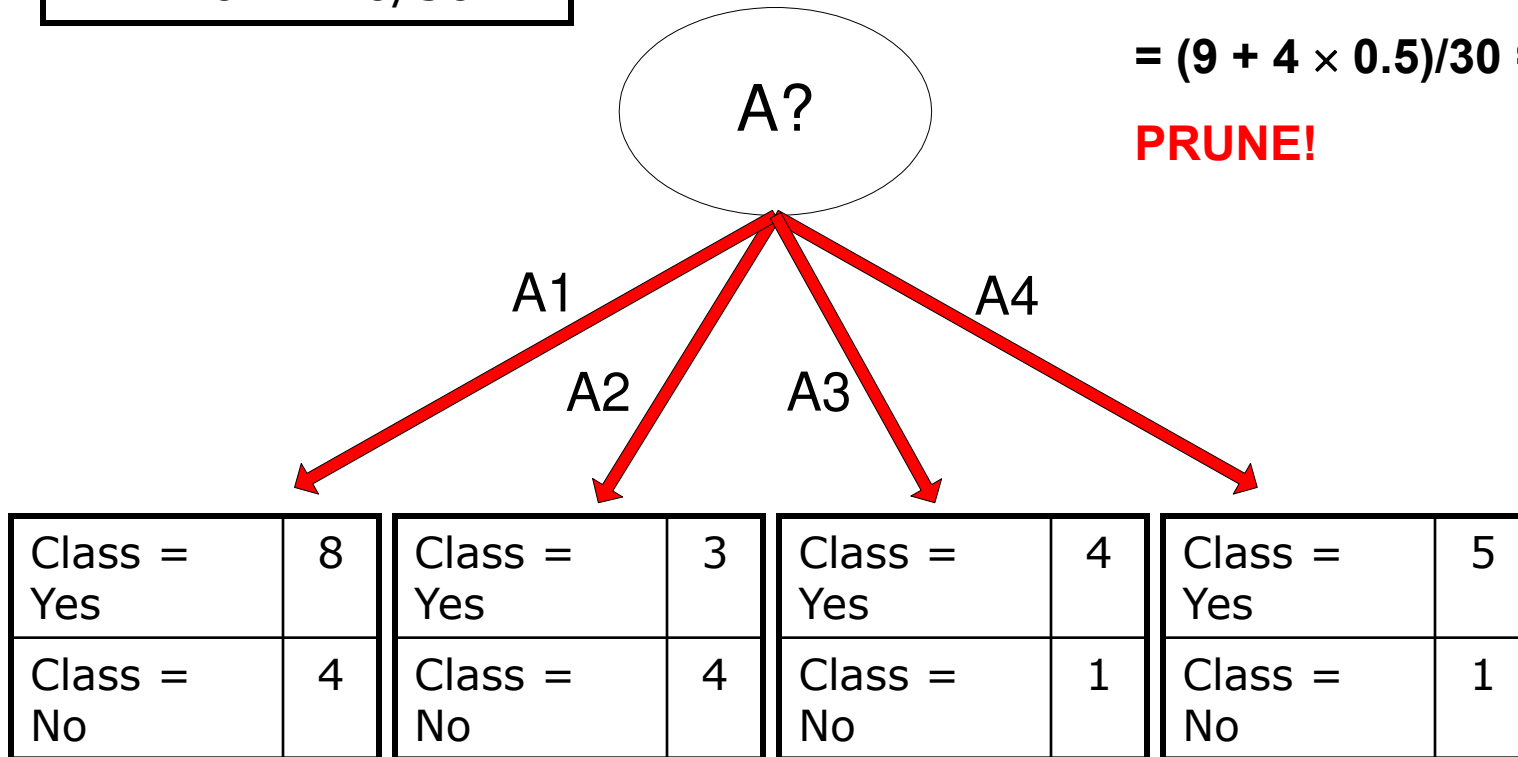 = (9 + 4 × 0.5)/30
PRUNE!
A?
A1
A4
A2
A3
Class =
Yes
8
Class =
Yes
3
Class =
Yes
4
Class =
Yes
5
Class =
No
4
Class =
No
4
Class =
No
1
Class =
No
1